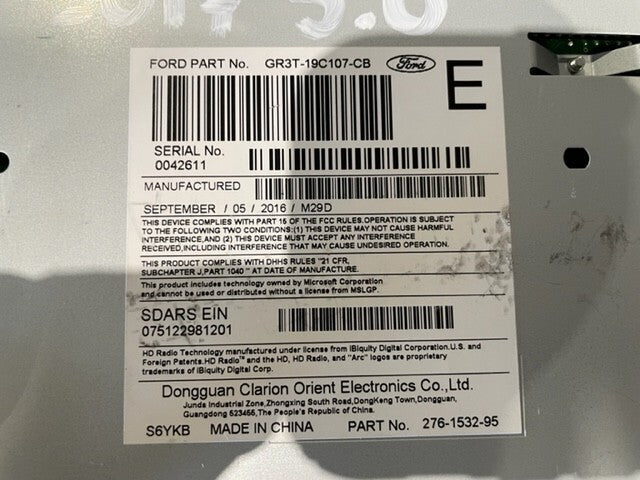 2017 5.0
FORD PART No. GR3T-19C107-CB Ford
E
SERIAL No.
0042611
MANUFACTURED
SEPTEMBER / 05 / 2016 / M29D
THIS DEVICE COMPLIES WITH PART 15 OF THE FCC RULES.OPERATION IS SUBJECT
TO THE FOLLOWING TWO CONDITIONS:(1) THIS DEVICE MAY NOT CAUSE HARMFUL
INTERFERENCE,AND (2) THIS DEVICE MUST ACCEPT ANY INTERFERENCE
RECEIVED,INCLUDING INTERFERENCE THAT MAY CAUSE UNDESIRED OPERATION.
THIS PRODUCT COMPLIES WITH DHHS RULES "21 CFR,
SUBCHAPTER J,PART 1040" AT DATE OF MANUFACTURE.
This product includes technology owned by Microsoft Corporation
and cannot be used or distributed without a license from MSLGP.
SDARS EIN
075122981201
HD Radio Technology manufactured under license from iBiquity Digital Corporation.U.S. and
Foreign Patents.HD Radio™ and the HD, HD Radio, and "Arc" logos are proprietary
trademarks of iBiquity Digital Corp.
Dongguan Clarion Orient Electronics Co.,Ltd.
Junda Industrial Zone,Zhongxing South Road,DongKeng Town,Dongguan,
Guangdong 523455,The People's Republic of China.
S6YKB MADE IN CHINA PART No. 276-1532-95